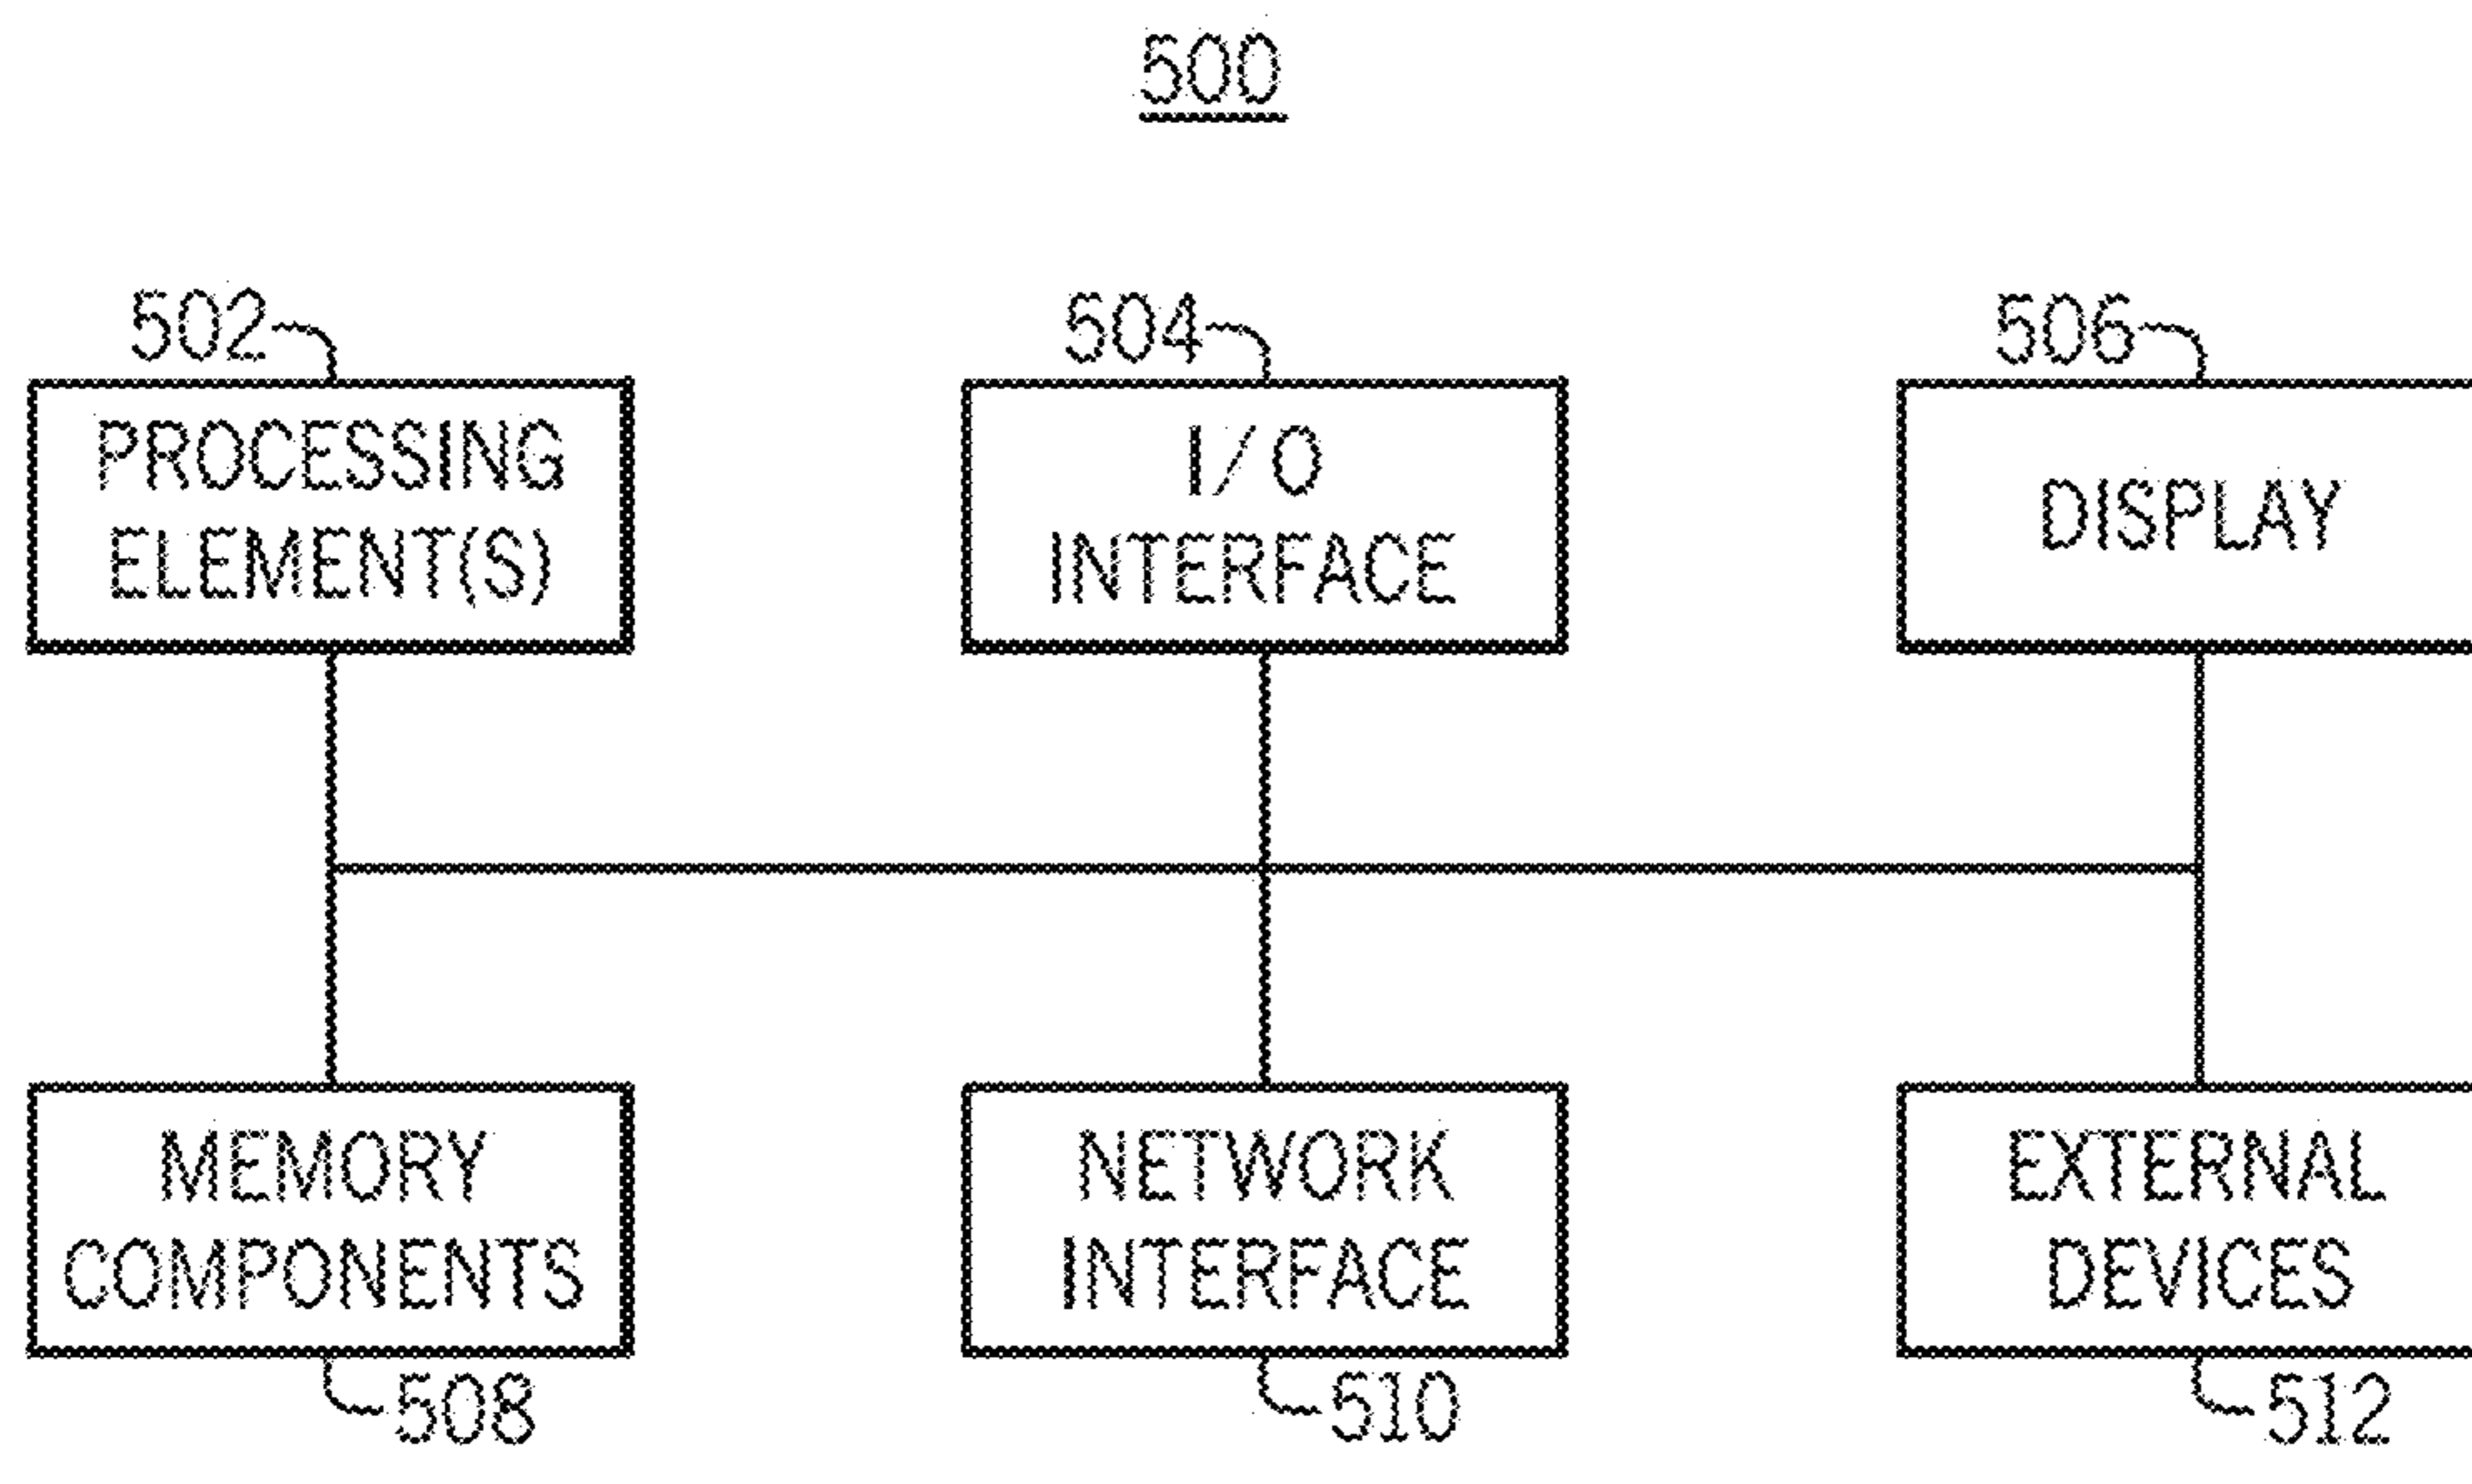 500
502
504
506
PROCESSING
ELEMENT(S)
I/O
INTERFACE
DISPLAY
MEMORY
COMPONENTS
NETWORK
INTERFACE
EXTERNAL
DEVICES
508
510
512